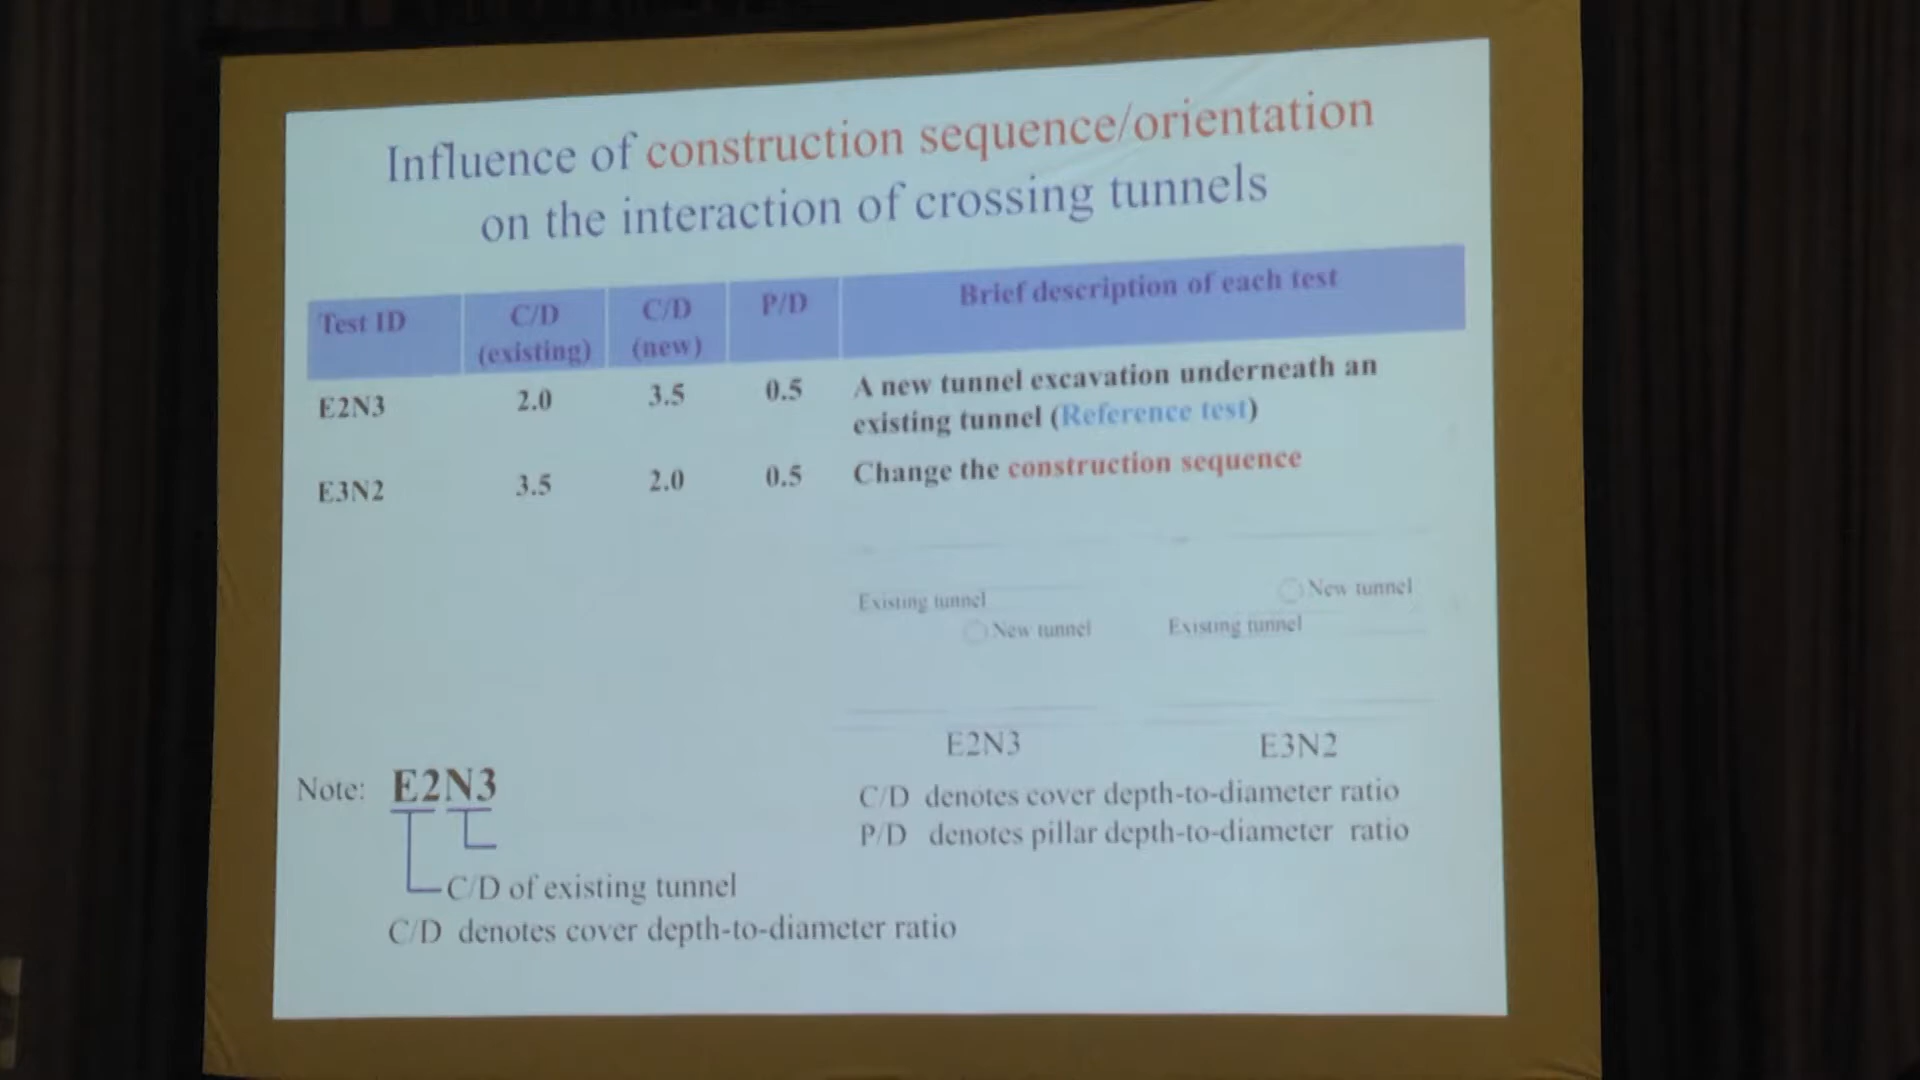 Influence of construction sequence/orientation
on the interaction of crossing tunnels
Test ID C/D (existing) C/D (new) P/D Brief description of each test
E2N3 2.0 3.5 0.5 A new tunnel excavation underneath an
existing tunnel (Reference test)
E3N2 3.5 2.0 0.5 Change the construction sequence
Existing tunnel
New tunnel
New tunnel
Existing tunnel
E2N3 E3N2
Note: E2N3
C/D of existing tunnel
C/D denotes cover depth-to-diameter ratio
C/D denotes cover depth-to-diameter ratio
P/D denotes pillar depth-to-diameter ratio